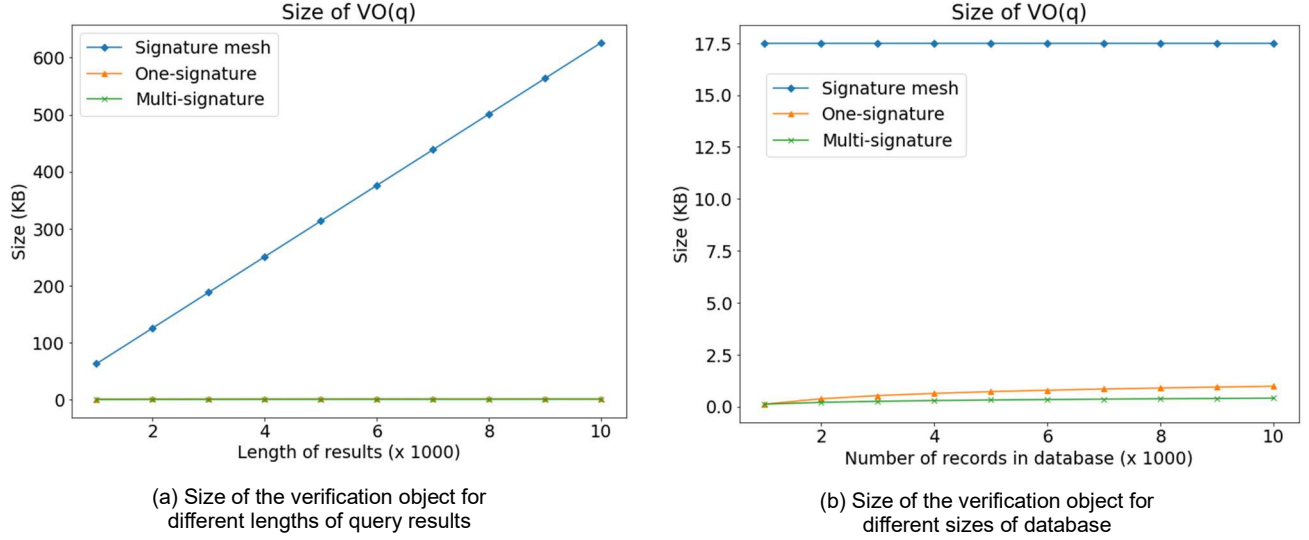 Size of VO(q)
Signature mesh
One-signature
Multi-signature
600
500
400
300
200
100
0
Size (KB)
2 4 6 8 10
Length of results (x 1000)
(a) Size of the verification object for
different lengths of query results
Size of VO(q)
17.5
15.0
12.5
10.0
7.5
5.0
2.5
0.0
Signature mesh
One-signature
Multi-signature
Size (KB)
2 4 6 8 10
Number of records in database (x 1000)
(b) Size of the verification object for
different sizes of database